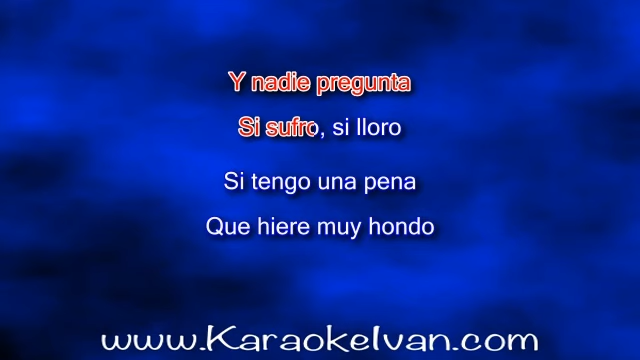 Y nadie pregunta
Si sufro, si lloro
Si tengo una pena
Que hiere muy hondo
www.KaraokeIvan.com